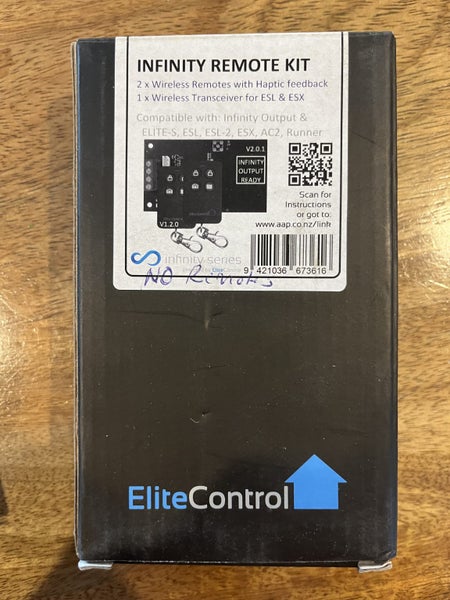 INFINITY REMOTE KIT
2 x Wireless Remotes with Haptic feedback
1 x Wireless Transceiver for ESL & ESX
Compatible with: Infinity Output &
ELITE-S, ESL, ESL-2, ESX, AC2, Runner
V2.0.1
INFINITY
OUTPUT
READY
V1.2.0
Scan for
Instructions
or got to:
www.aap.co.nz/link
infinity series
9 421036 673616
NO Remotes
EliteControl